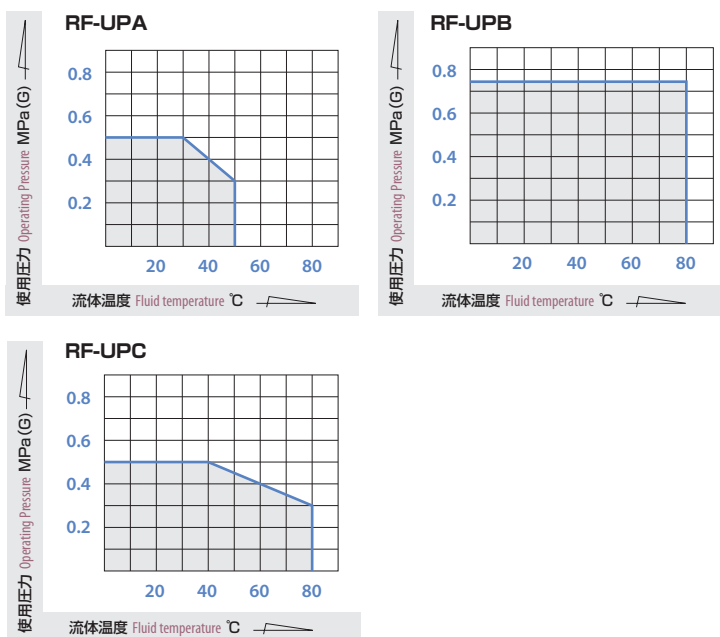 RF-UPA
使用圧力 Operating Pressure MPa(G)
0.8
0.6
0.4
0.2
20 40 60 80
流体温度 Fluid temperature ℃
RF-UPB
使用圧力 Operating Pressure MPa(G)
0.8
0.6
0.4
0.2
20 40 60 80
流体温度 Fluid temperature ℃
RF-UPC
使用圧力 Operating Pressure MPa(G)
0.8
0.6
0.4
0.2
20 40 60 80
流体温度 Fluid temperature ℃